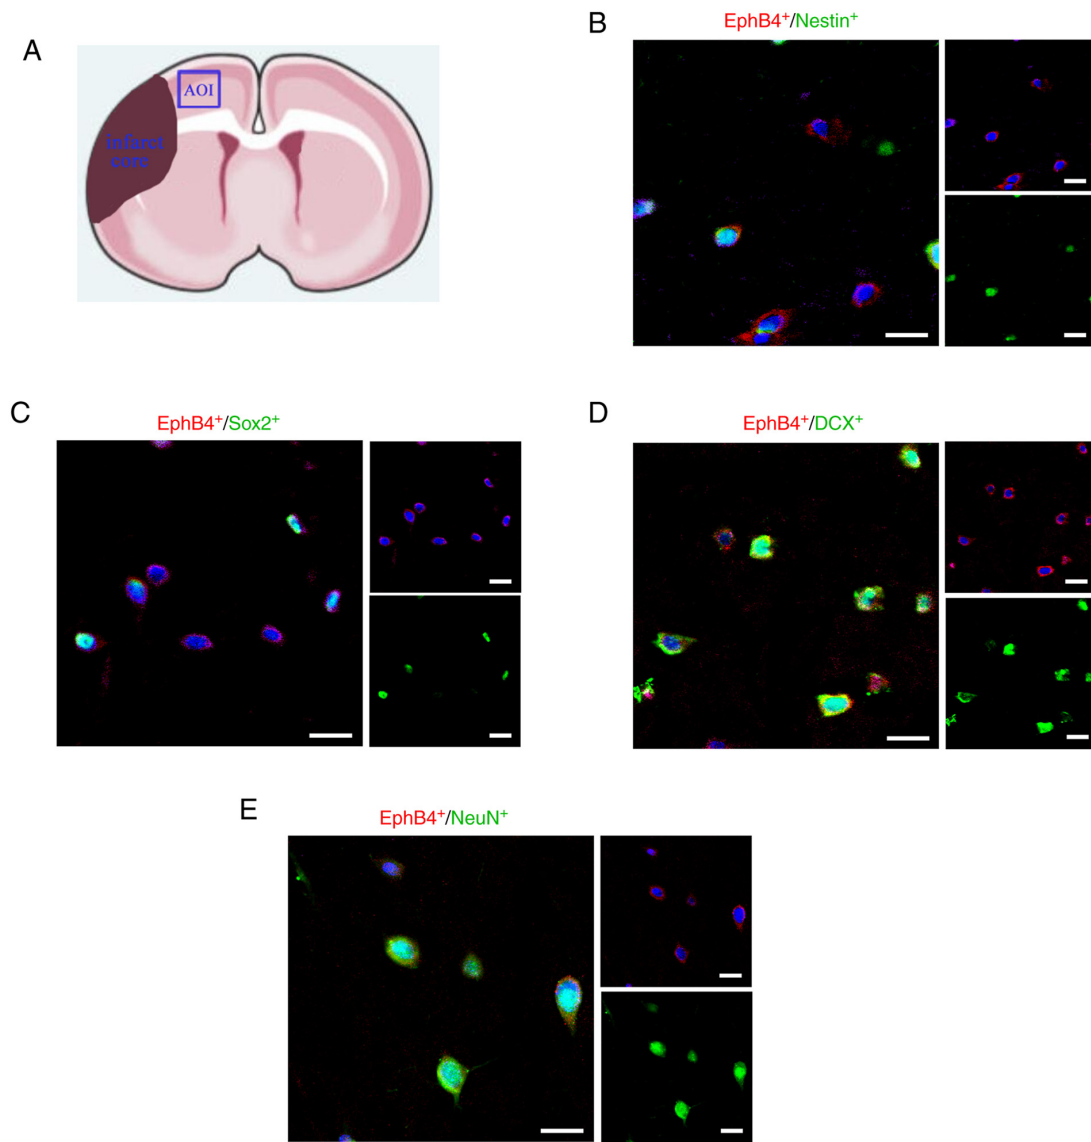 A
AOI
infarct
core
B
EphB4⁺/Nestin⁺
C
EphB4⁺/Sox2⁺
D
EphB4⁺/DCX⁺
E
EphB4⁺/NeuN⁺